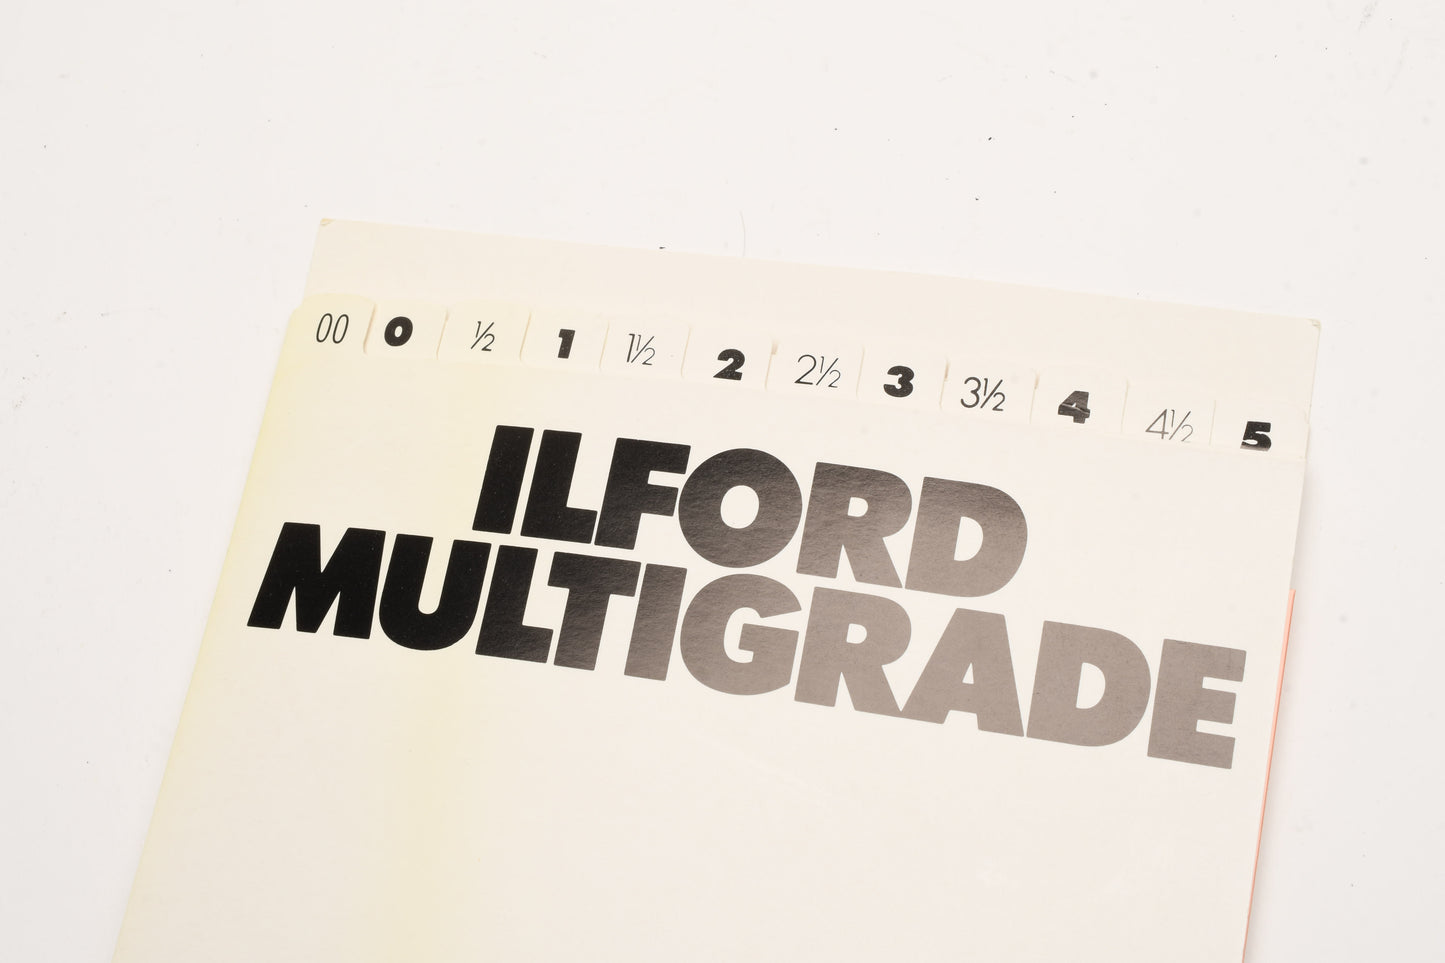 00 0 ½ 1 1½ 2 2½ 3 3½ 4 4½ 5
ILFORD
MULTIGRADE